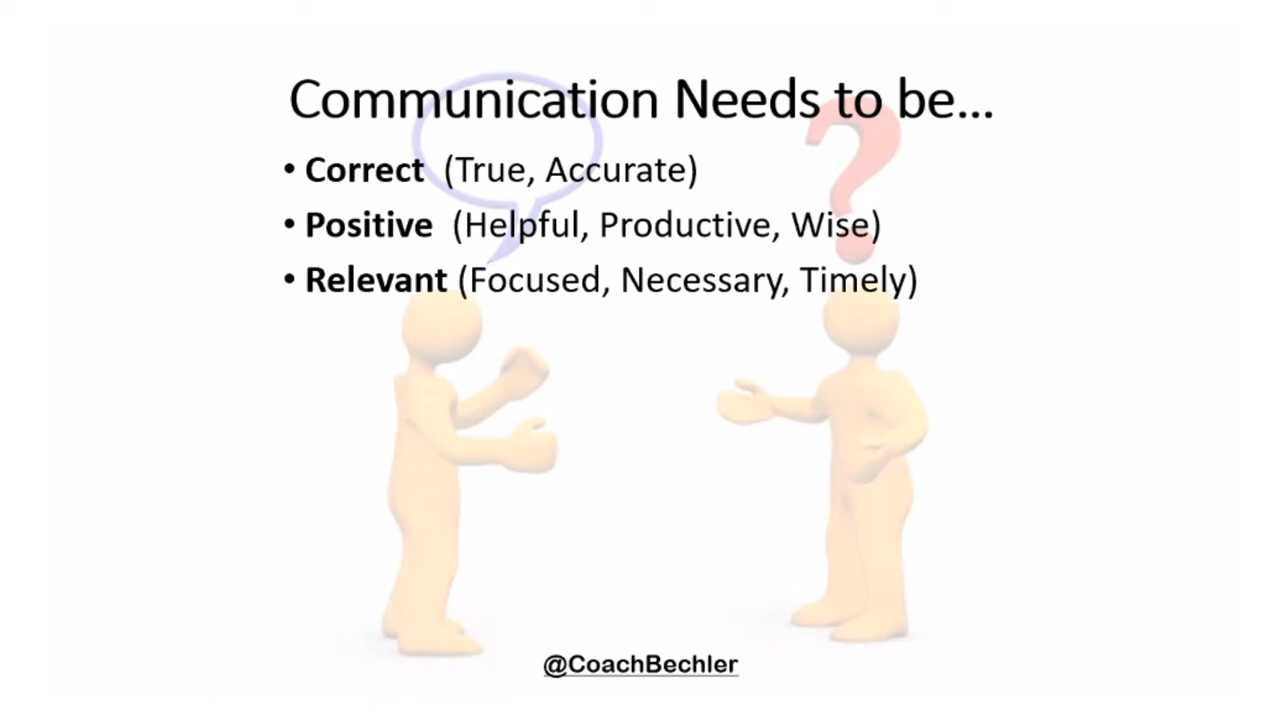 Communication Needs to be...
• Correct (True, Accurate)
• Positive (Helpful, Productive, Wise)
• Relevant (Focused, Necessary, Timely)
?
@CoachBechler